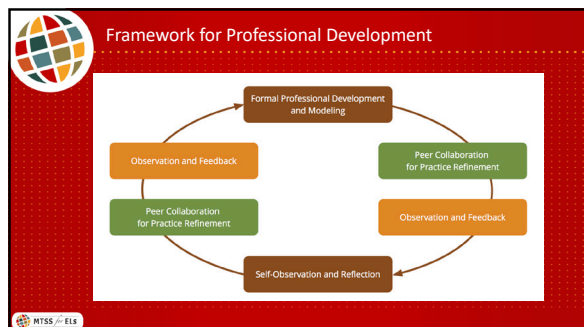 Framework for Professional Development
Formal Professional Development
and Modeling
Observation and Feedback
Peer Collaboration
for Practice Refinement
Peer Collaboration
for Practice Refinement
Observation and Feedback
Self-Observation and Reflection
MTSS for ELs